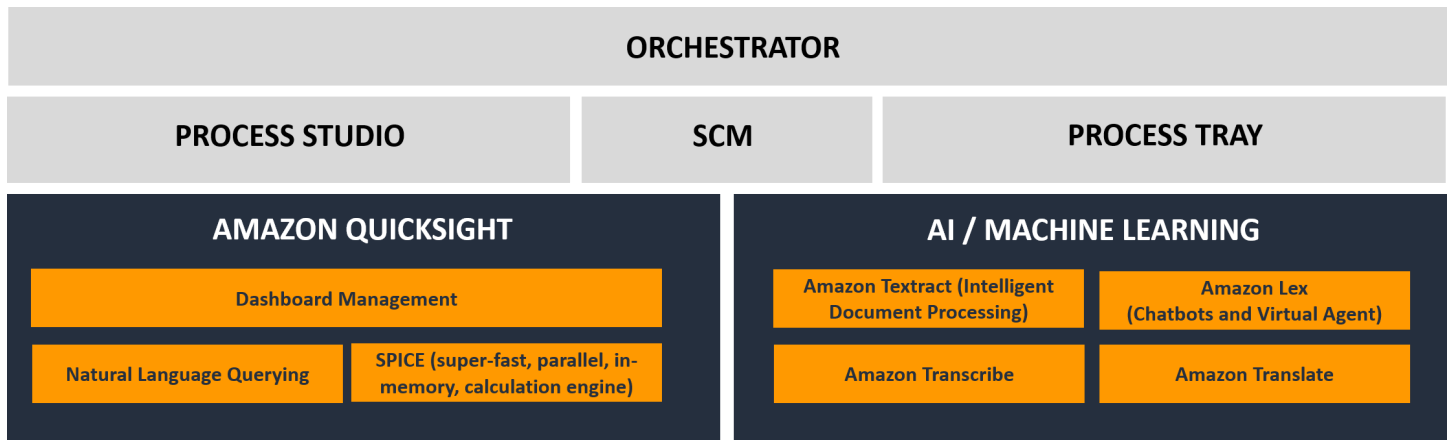 ORCHESTRATOR
PROCESS STUDIO
SCM
PROCESS TRAY
AMAZON QUICKSIGHT
Dashboard Management
Natural Language Querying
SPICE (super-fast, parallel, in-
memory, calculation engine)
AI / MACHINE LEARNING
Amazon Textract (Intelligent
Document Processing)
Amazon Lex
(Chatbots and Virtual Agent)
Amazon Transcribe
Amazon Translate